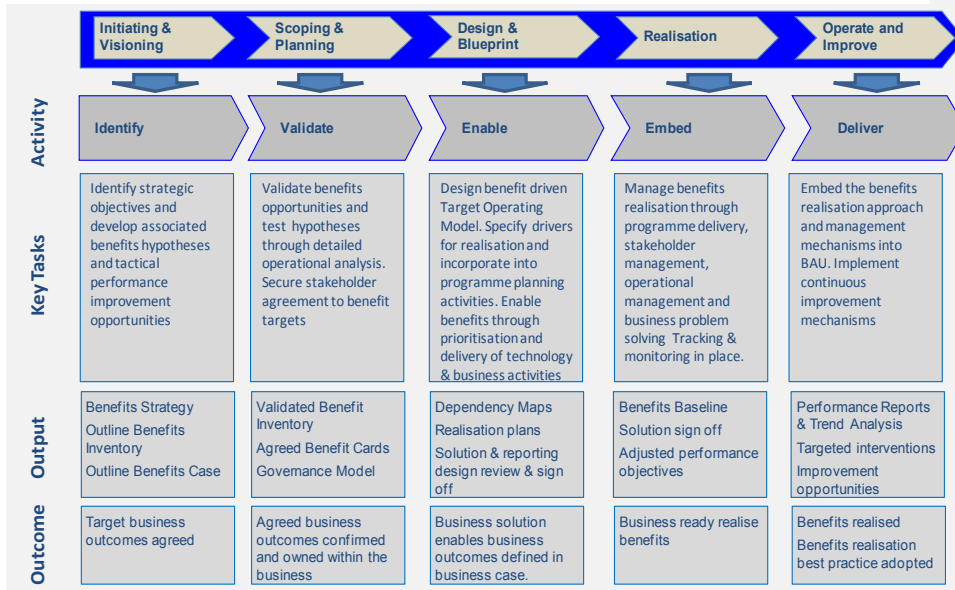 Initiating &
Visioning
Scoping &
Planning
Design &
Blueprint
Realisation
Operate and
Improve
Activity
Identify
Validate
Enable
Embed
Deliver
Key Tasks
Identify strategic
objectives and
develop associated
benefits hypotheses
and tactical
performance
improvement
opportunities
Validate benefits
opportunities and
test hypotheses
through detailed
operational analysis.
Secure stakeholder
agreement to benefit
targets
Design benefit driven
Target Operating
Model. Specify drivers
for realisation and
incorporate into
programme planning
activities. Enable
benefits through
prioritisation and
delivery of technology
& business activities
Manage benefits
realisation through
programme delivery,
stakeholder
management,
operational
management and
business problem
solving Tracking &
monitoring in place.
Embed the benefits
realisation approach
and management
mechanisms into
BAU. Implement
continuous
improvement
mechanisms
Output
Benefits Strategy
Outline Benefits
Inventory
Outline Benefits Case
Validated Benefit
Inventory
Agreed Benefit Cards
Governance Model
Dependency Maps
Realisation plans
Solution & reporting
design review & sign
off
Benefits Baseline
Solution sign off
Adjusted performance
objectives
Performance Reports
& Trend Analysis
Targeted interventions
Improvement
opportunities
Outcome
Target business
outcomes agreed
Agreed business
outcomes confirmed
and owned within the
business
Business solution
enables business
outcomes defined in
business case.
Business ready realise
benefits
Benefits realised
Benefits realisation
best practice adopted